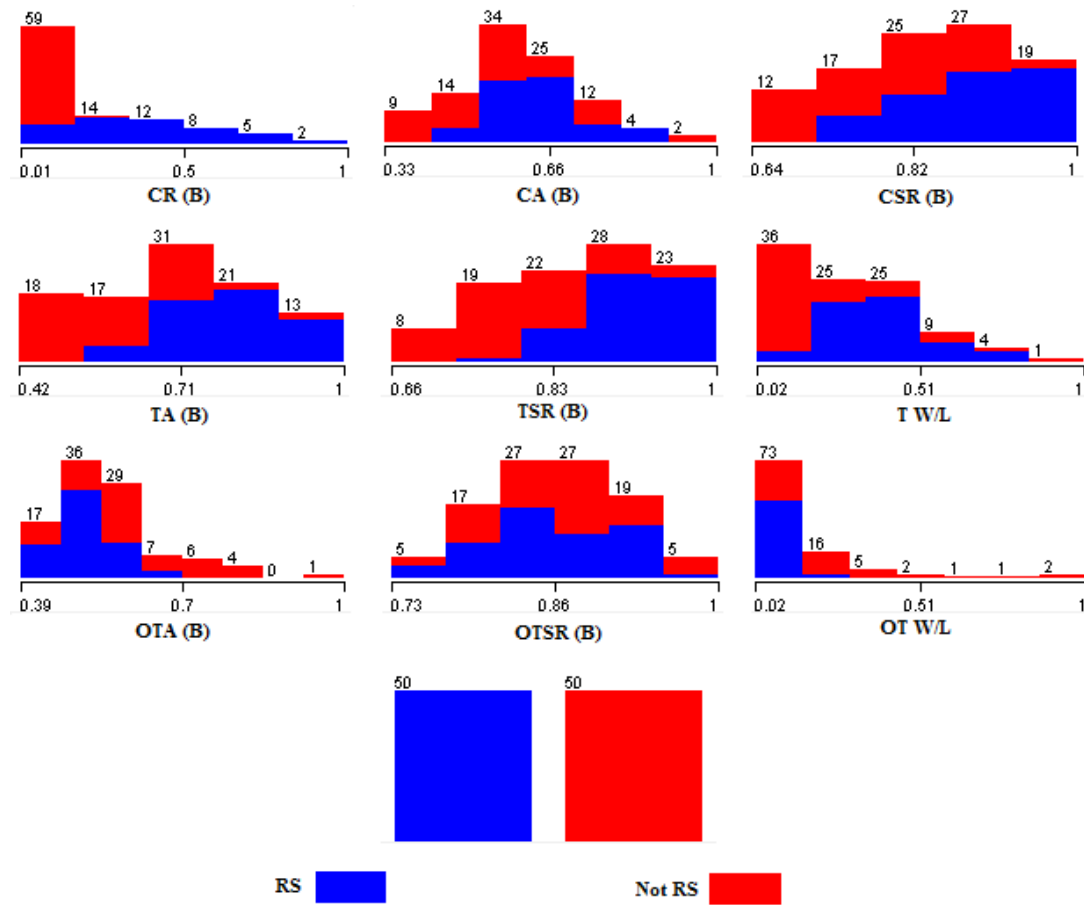 59 14 12 8 5 2
0.01 0.5 1
CR (B)
9 14 34 25 12 4 2
0.33 0.66 1
CA (B)
12 17 25 27 19
0.64 0.82 1
CSR (B)
18 17 31 21 13
0.42 0.71 1
TA (B)
8 19 22 28 23
0.66 0.83 1
TSR (B)
36 25 25 9 4 1
0.02 0.51 1
T W/L
17 36 29 7 6 4 0 1
0.39 0.7 1
OTA (B)
5 17 27 27 19 5
0.73 0.86 1
OTSR (B)
73 16 5 2 1 1 2
0.02 0.51 1
OT W/L
50 50
RS Not RS